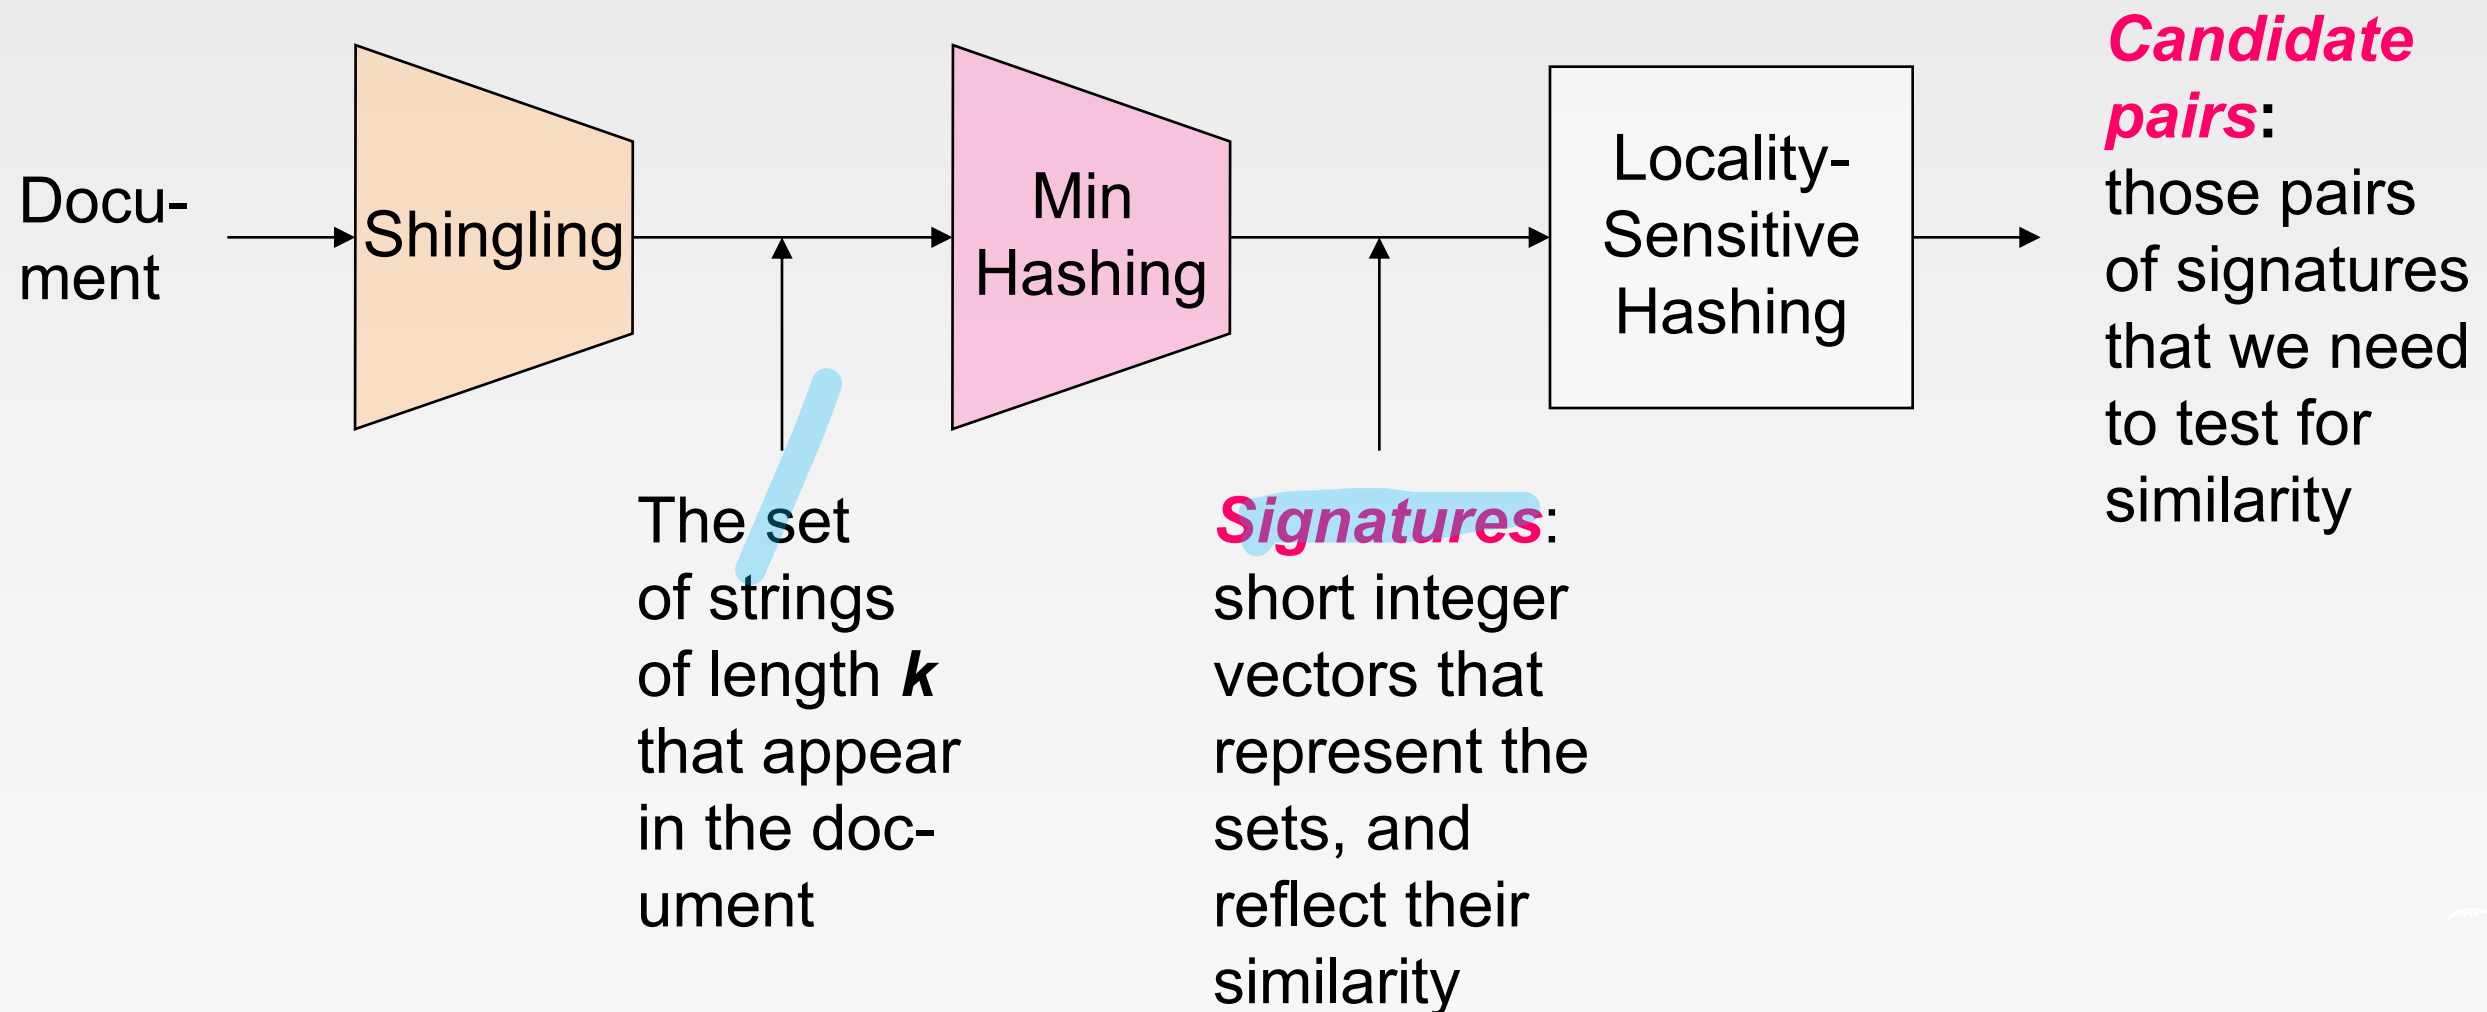 Docu-
ment
Shingling
The set
of strings
of length k
that appear
in the doc-
ument
Min
Hashing
Signatures:
short integer
vectors that
represent the
sets, and
reflect their
similarity
Locality-
Sensitive
Hashing
Candidate
pairs:
those pairs
of signatures
that we need
to test for
similarity